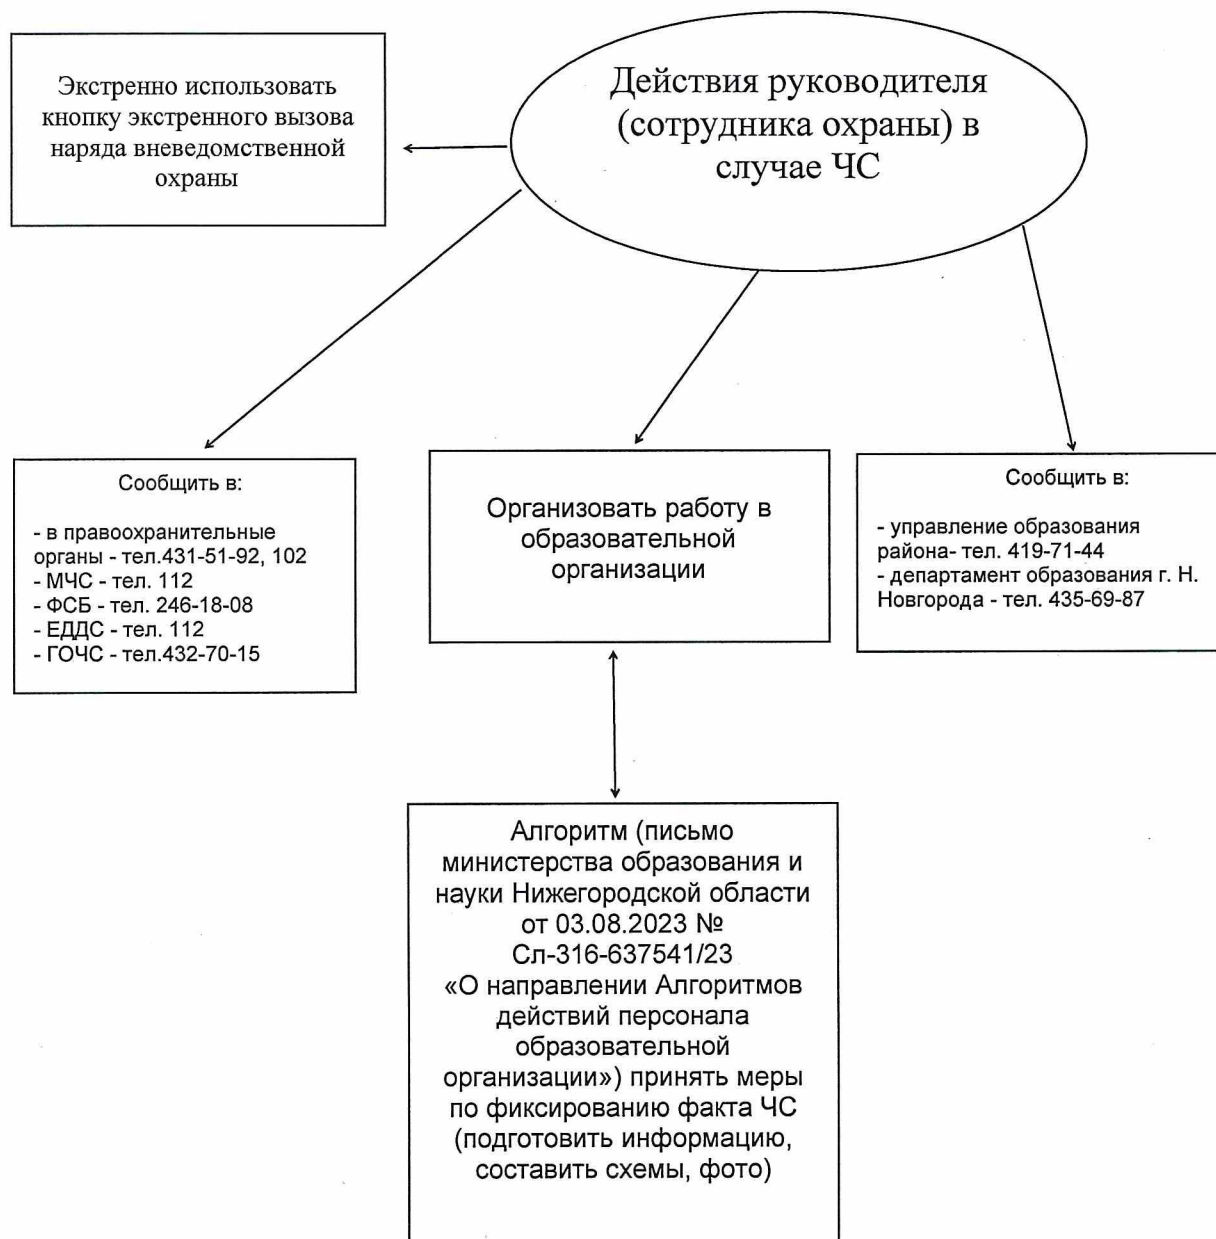 Экстренно использовать
кнопку экстренного вызова
наряда вневедомственной
охраны
Действия руководителя
(сотрудника охраны) в
случае ЧС
Сообщить в:
- в правоохранительные
органы - тел.431-51-92, 102
- МЧС - тел. 112
- ФСБ - тел. 246-18-08
- ЕДДС - тел. 112
- ГОЧС - тел.432-70-15
Организовать работу в
образовательной
организации
Сообщить в:
- управление образования
района- тел. 419-71-44
- департамент образования г. Н.
Новгорода - тел. 435-69-87
Алгоритм (письмо
министерства образования и
науки Нижегородской области
от 03.08.2023 №
Сл-316-637541/23
«О направлении Алгоритмов
действий персонала
образовательной
организации») принять меры
по фиксированию факта ЧС
(подготовить информацию,
составить схемы, фото)